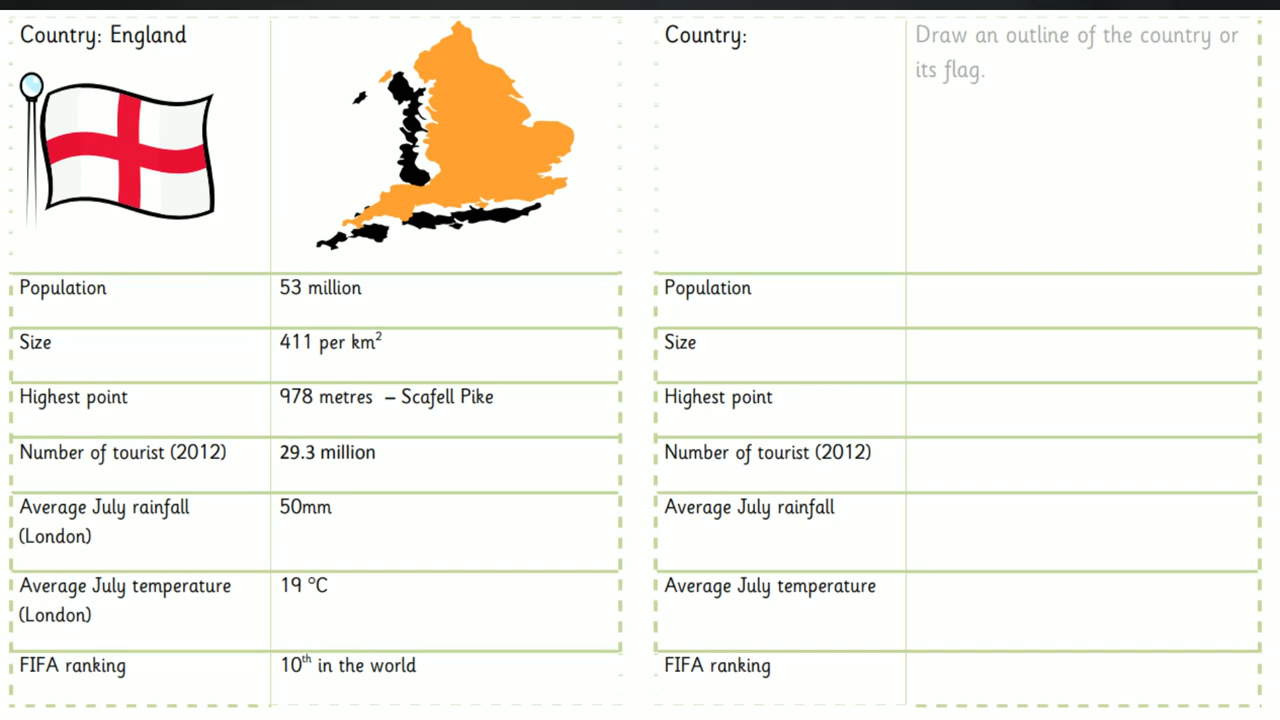 Country: England
Population 53 million
Size 411 per km²
Highest point 978 metres – Scafell Pike
Number of tourist (2012) 29.3 million
Average July rainfall 50mm
(London)
Average July temperature 19 °C
(London)
FIFA ranking 10th in the world
Country: Draw an outline of the country or
its flag.
Population
Size
Highest point
Number of tourist (2012)
Average July rainfall
Average July temperature
FIFA ranking